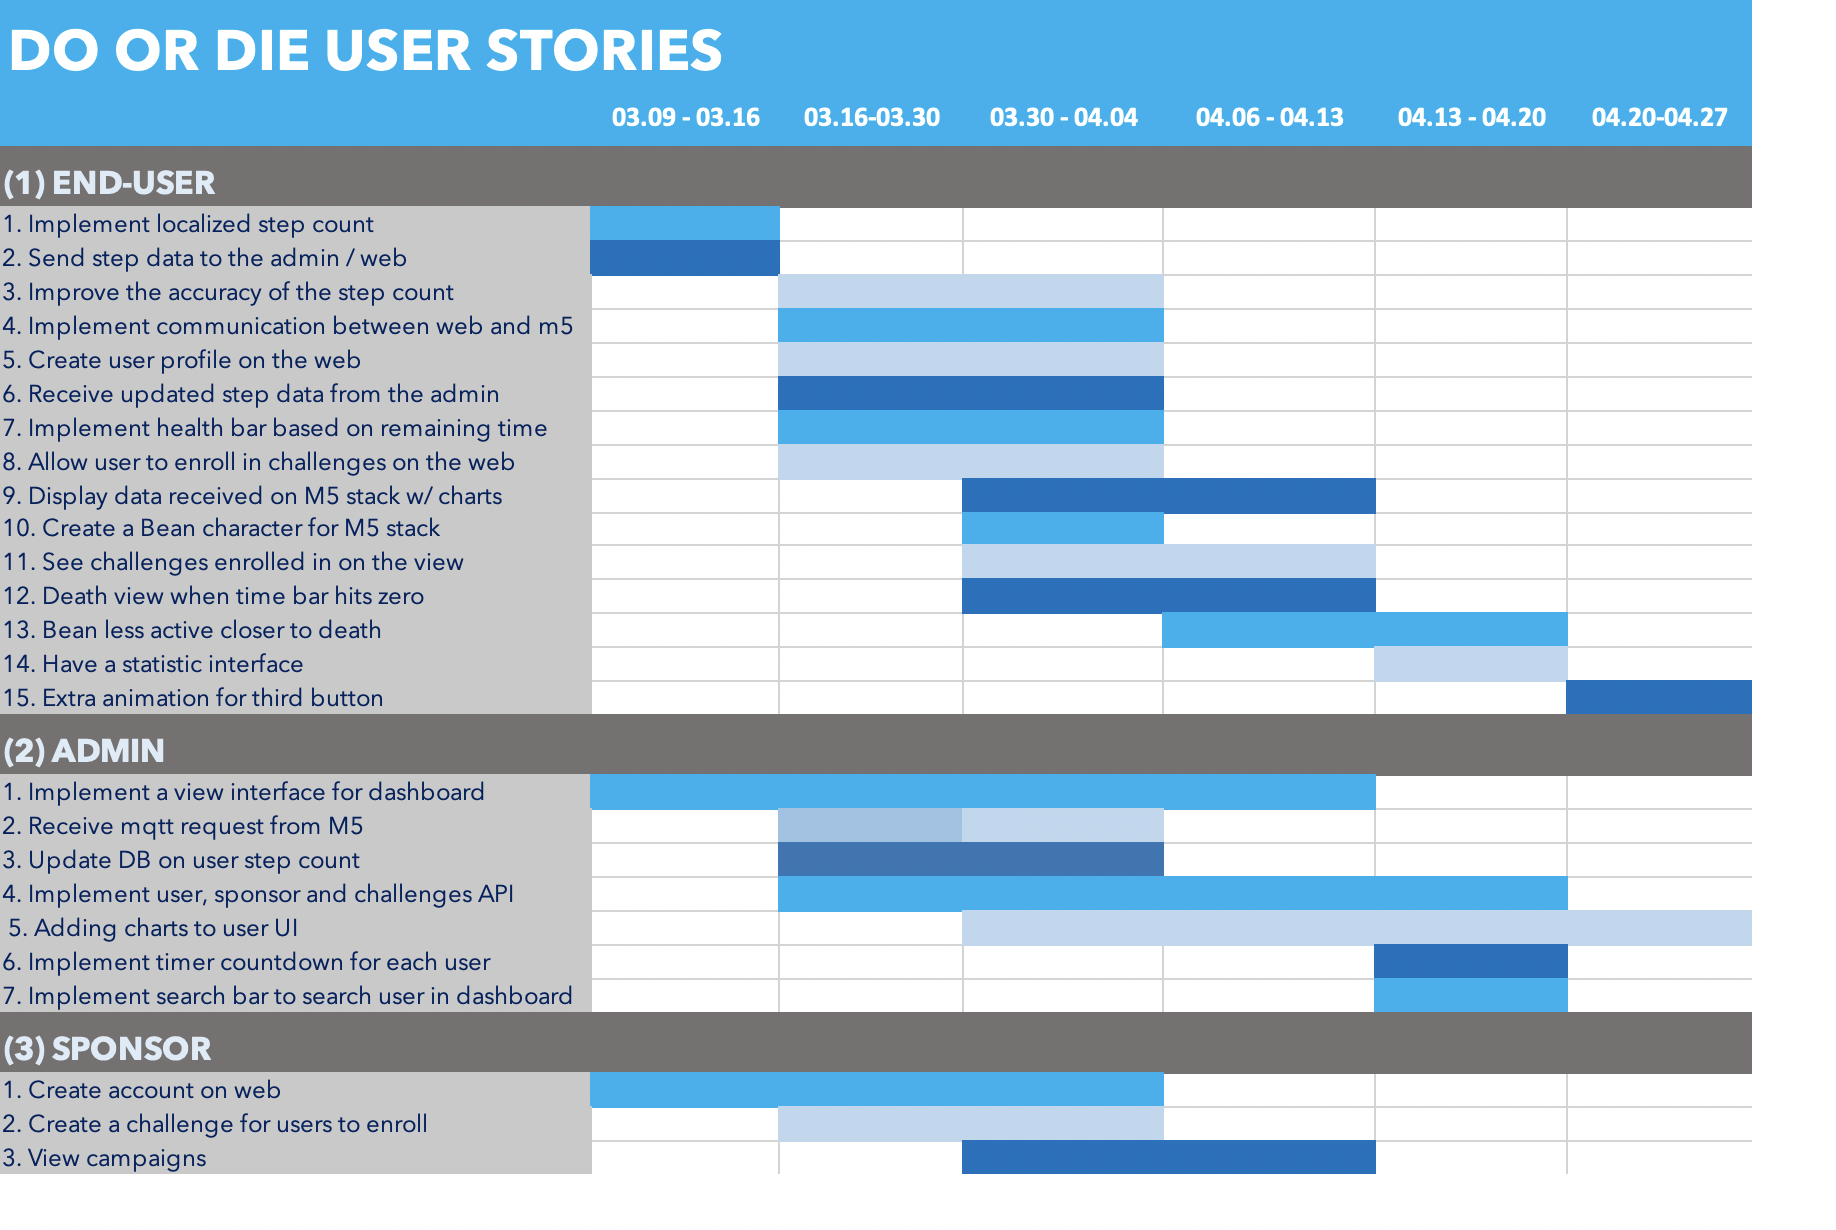 DO OR DIE USER STORIES
03.09 - 03.16 03.16-03.30 03.30 - 04.04 04.06 - 04.13 04.13 - 04.20 04.20-04.27
(1) END-USER
1. Implement localized step count
2. Send step data to the admin / web
3. Improve the accuracy of the step count
4. Implement communication between web and m5
5. Create user profile on the web
6. Receive updated step data from the admin
7. Implement health bar based on remaining time
8. Allow user to enroll in challenges on the web
9. Display data received on M5 stack w/ charts
10. Create a Bean character for M5 stack
11. See challenges enrolled in on the view
12. Death view when time bar hits zero
13. Bean less active closer to death
14. Have a statistic interface
15. Extra animation for third button
(2) ADMIN
1. Implement a view interface for dashboard
2. Receive mqtt request from M5
3. Update DB on user step count
4. Implement user, sponsor and challenges API
5. Adding charts to user UI
6. Implement timer countdown for each user
7. Implement search bar to search user in dashboard
(3) SPONSOR
1. Create account on web
2. Create a challenge for users to enroll
3. View campaigns